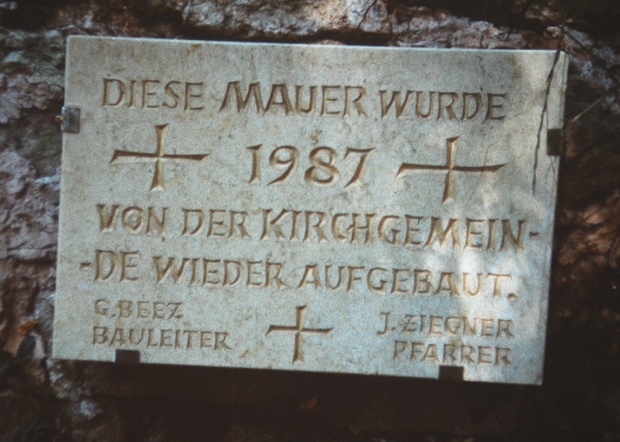 DIESE MAUER WURDE
1987
VON DER KIRCHGEMEIN-
-DE WIEDER AUFGEBAUT.
G. BEEZ J. ZIEGNER
BAULEITER PFARRER